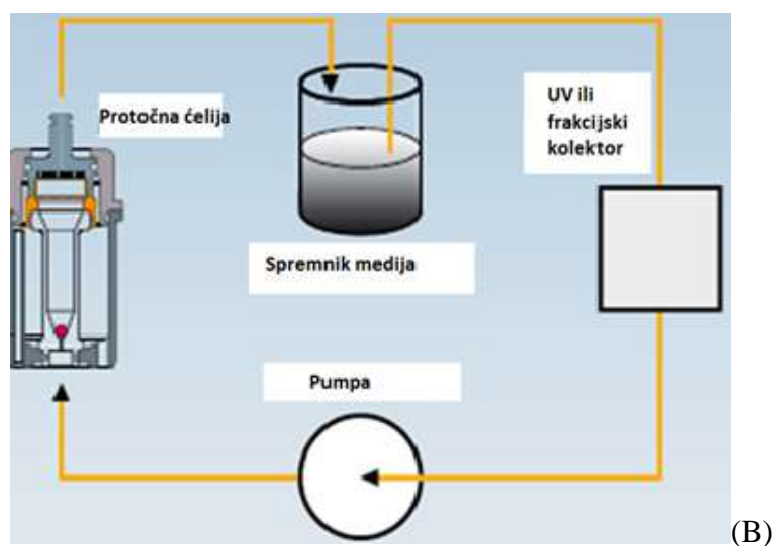 Protočna ćelija
UV ili
frakcijski
kolektor
Spremnik medija
Pumpa
(B)